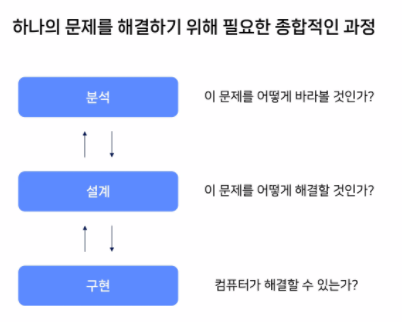 하나의 문제를 해결하기 위해 필요한 종합적인 과정
분석
이 문제를 어떻게 바라볼 것인가?
설계
이 문제를 어떻게 해결할 것인가?
구현
컴퓨터가 해결할 수 있는가?